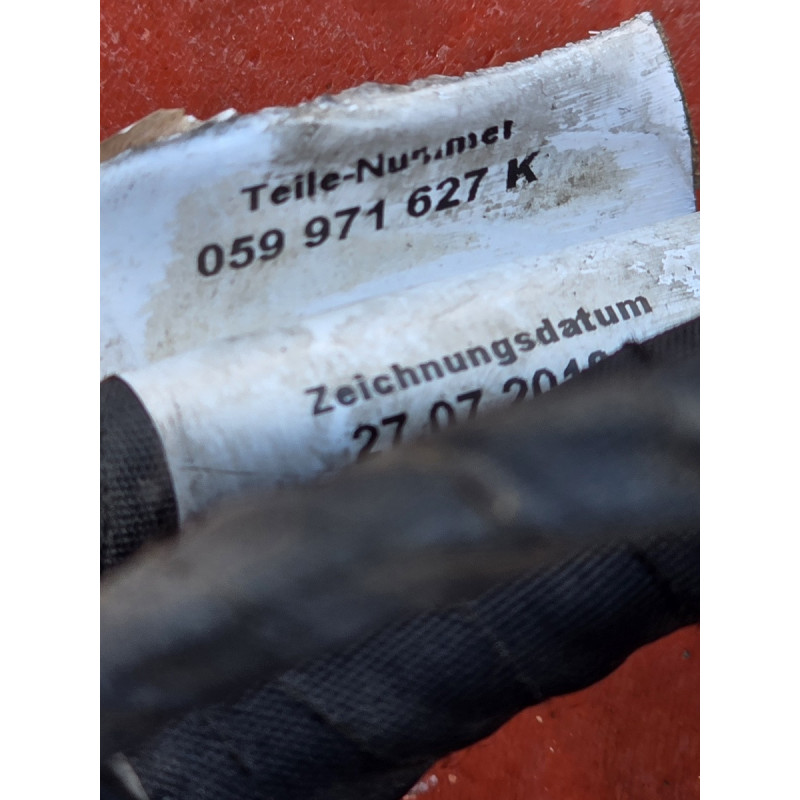 Teile-Nummer
059 971 627 K
Zeichnungsdatum
27.07.201